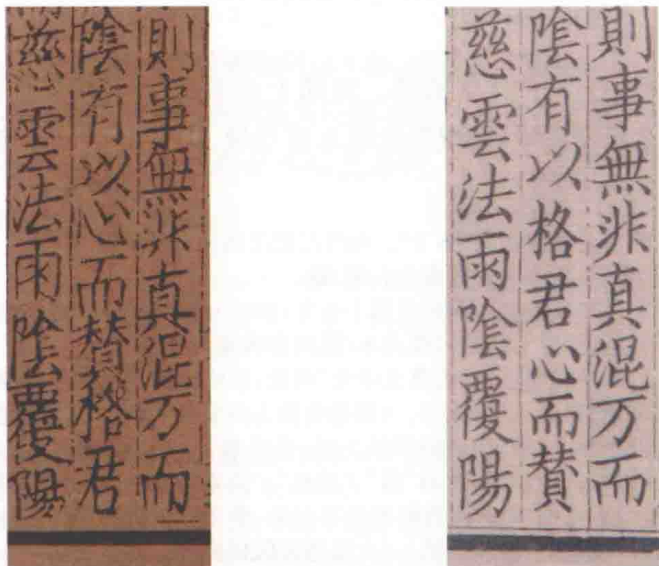 則事無非真混万而
陰有以心而賛格君
慈雲法雨陰覆陽
則事無非真混万而
陰有以格君心而賛
慈雲法雨陰覆陽